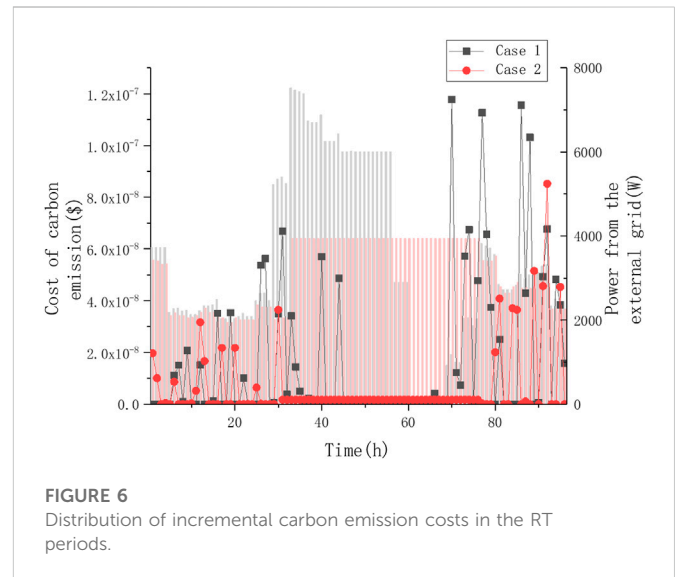 Case 1
Case 2
1.2x10⁻⁷
1.0x10⁻⁷
8.0x10⁻⁸
6.0x10⁻⁸
4.0x10⁻⁸
2.0x10⁻⁸
0.0
Cost of carbon
emission($)
8000
6000
4000
2000
0
Power from the
external grid(W)
20 40 60 80
Time(h)
FIGURE 6
Distribution of incremental carbon emission costs in the RT
periods.